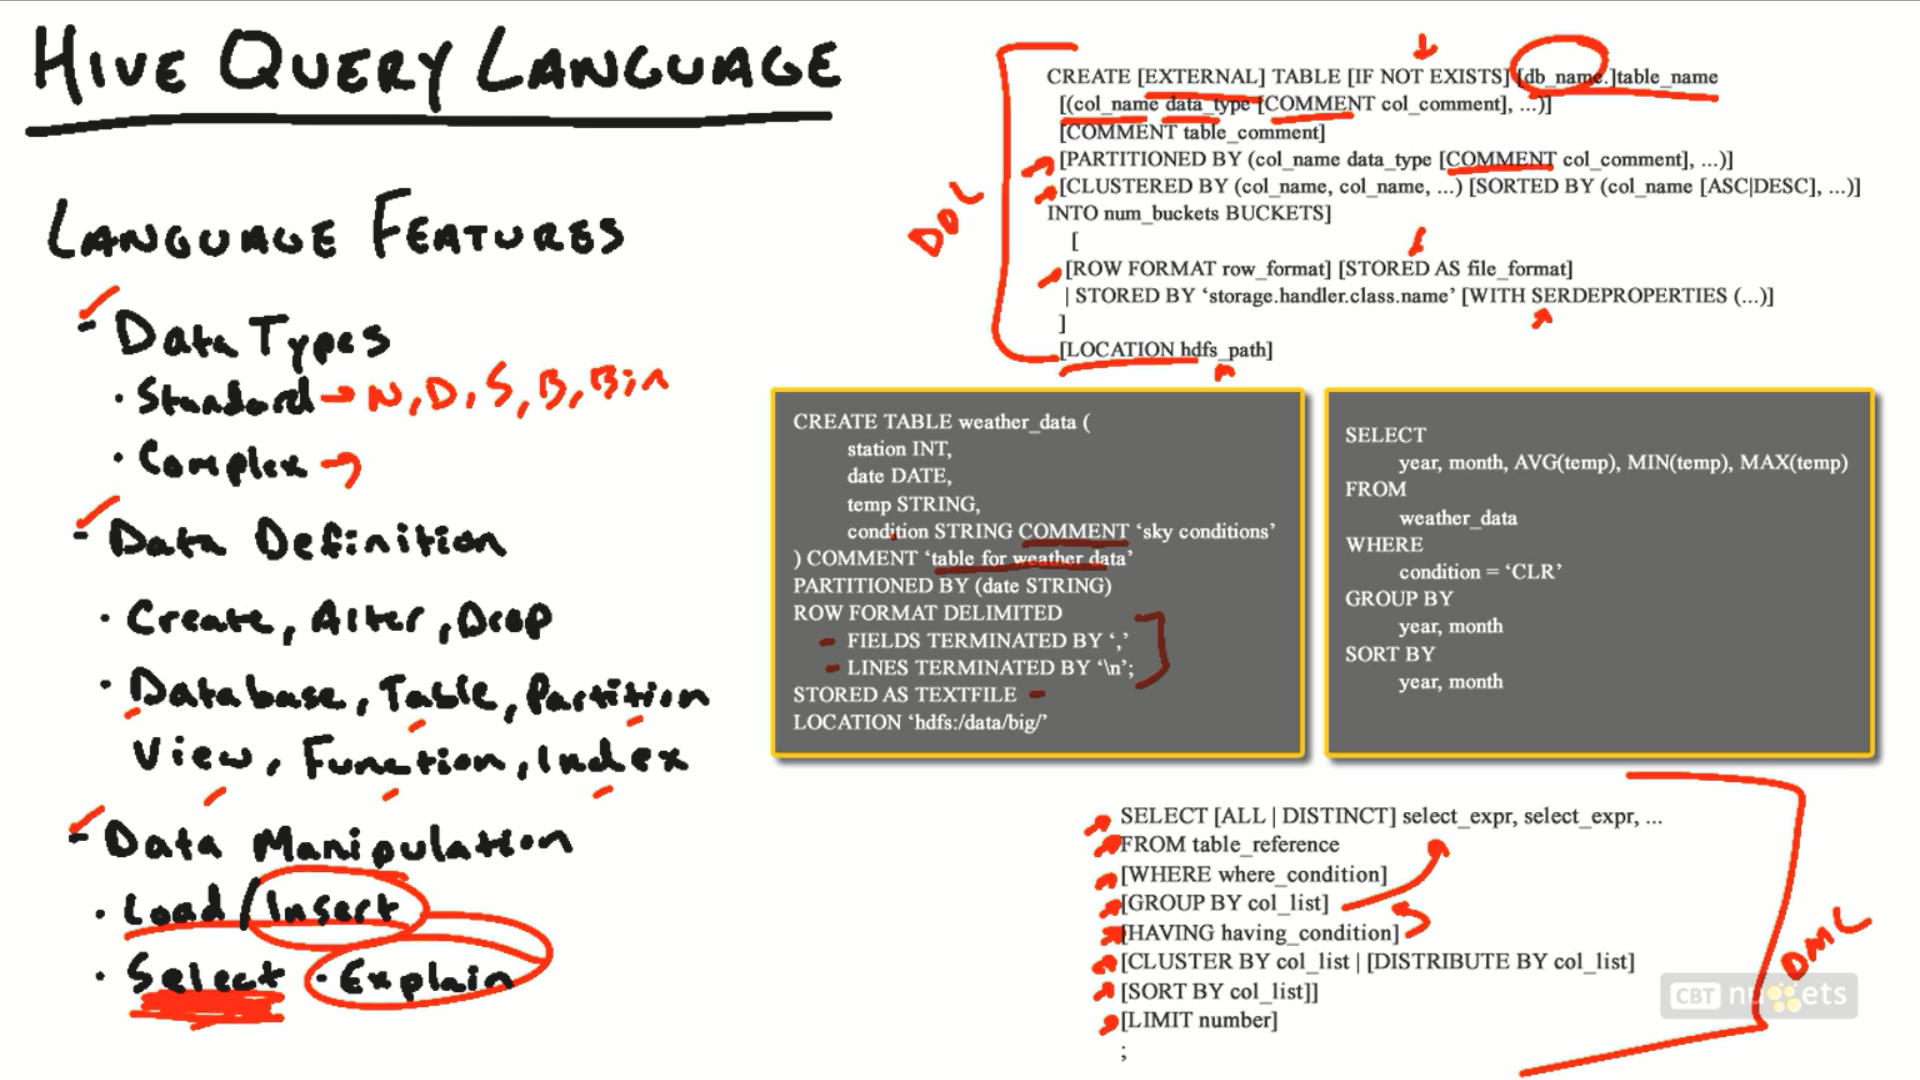 HIVE QUERY LANGUAGE
LANGUAGE FEATURES
- Data Types
· Standard → N, D, S, B, Bin
· Complex →
- Data Definition
· Create, Alter, Drop
· Database, Table, Partition
View, Function, Index
- Data Manipulation
· Load / Insert
· Select · Explain
DDL
CREATE [EXTERNAL] TABLE [IF NOT EXISTS] [db_name.]table_name
[(col_name data_type [COMMENT col_comment], ...)]
[COMMENT table_comment]
[PARTITIONED BY (col_name data_type [COMMENT col_comment], ...)]
[CLUSTERED BY (col_name, col_name, ...) [SORTED BY (col_name [ASC|DESC], ...)]
INTO num_buckets BUCKETS]
[
[ROW FORMAT row_format] [STORED AS file_format]
| STORED BY ‘storage.handler.class.name’ [WITH SERDEPROPERTIES (...)]
]
[LOCATION hdfs_path]
CREATE TABLE weather_data (
station INT,
date DATE,
temp STRING,
condition STRING COMMENT ‘sky conditions’
) COMMENT ‘table for weather data’
PARTITIONED BY (date STRING)
ROW FORMAT DELIMITED
FIELDS TERMINATED BY ‘,’
LINES TERMINATED BY ‘\n’;
STORED AS TEXTFILE
LOCATION ‘hdfs:/data/big/’
SELECT
year, month, AVG(temp), MIN(temp), MAX(temp)
FROM
weather_data
WHERE
condition = ‘CLR’
GROUP BY
year, month
SORT BY
year, month
SELECT [ALL | DISTINCT] select_expr, select_expr, ...
FROM table_reference
[WHERE where_condition]
[GROUP BY col_list]
[HAVING having_condition]
[CLUSTER BY col_list | [DISTRIBUTE BY col_list]
[SORT BY col_list]]
[LIMIT number]
;
DML
CBT nuggets